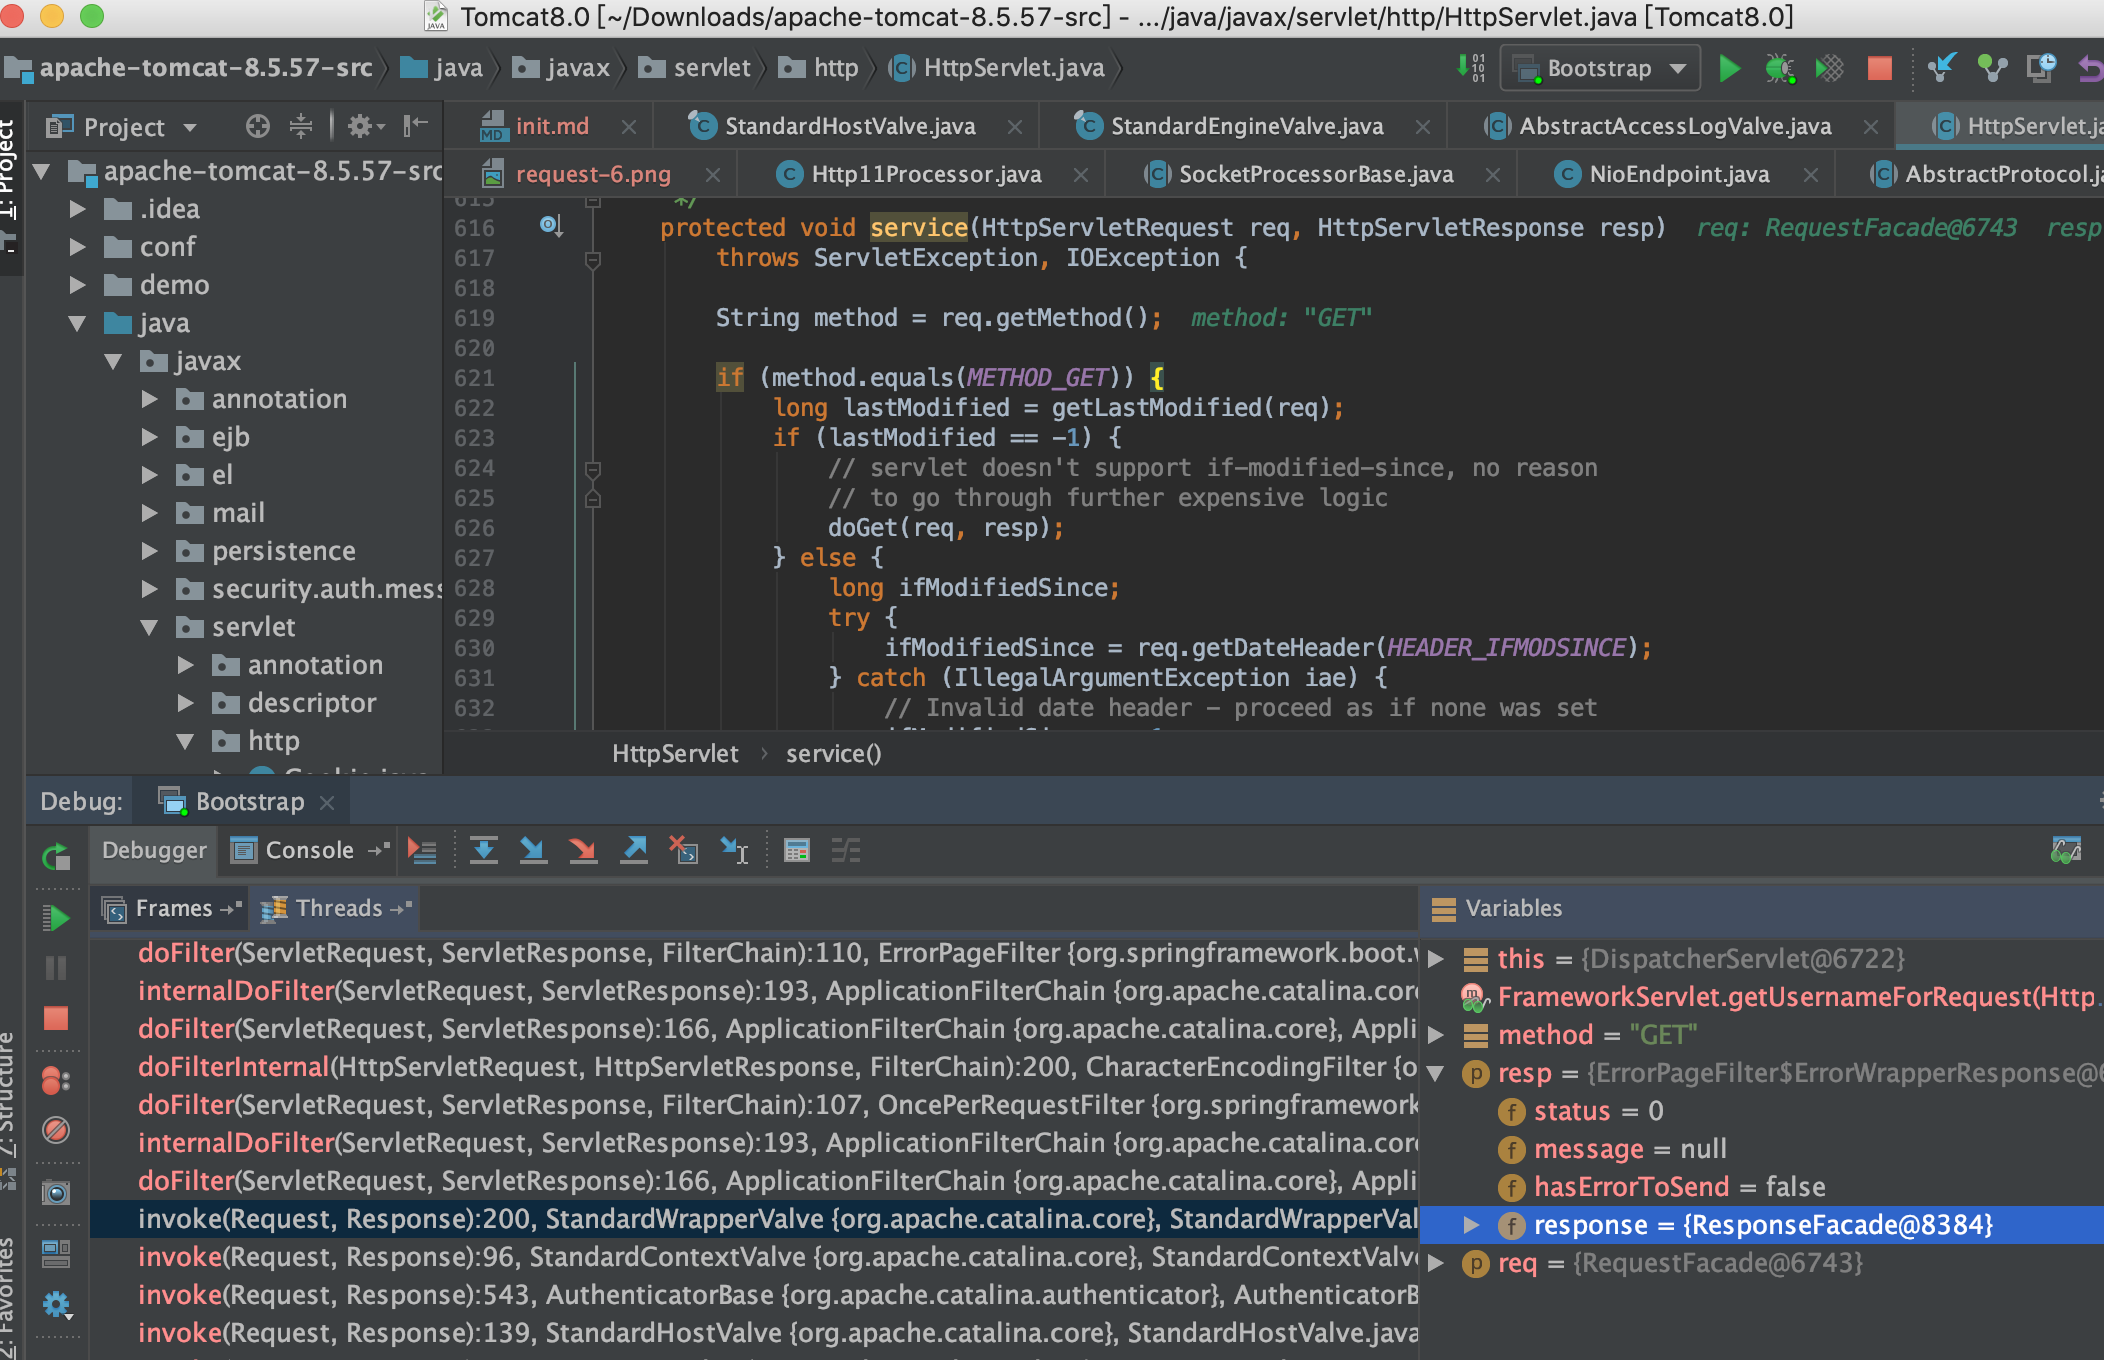 Tomcat8.0 [~/Downloads/apache-tomcat-8.5.57-src] - .../java/javax/servlet/http/HttpServlet.java [Tomcat8.0]
apache-tomcat-8.5.57-src java javax servlet http HttpServlet.java
Bootstrap
1: Project
Project
init.md StandardHostValve.java StandardEngineValve.java AbstractAccessLogValve.java HttpServlet.ja
request-6.png Http11Processor.java SocketProcessorBase.java NioEndpoint.java AbstractProtocol.ja
apache-tomcat-8.5.57-src
.idea
conf
demo
java
javax
annotation
ejb
el
mail
persistence
security.auth.mess
servlet
annotation
descriptor
http
615 */
616 protected void service(HttpServletRequest req, HttpServletResponse resp) req: RequestFacade@6743 resp
617 throws ServletException, IOException {
618
619 String method = req.getMethod(); method: "GET"
620
621 if (method.equals(METHOD_GET)) {
622 long lastModified = getLastModified(req);
623 if (lastModified == -1) {
624 // servlet doesn't support if-modified-since, no reason
625 // to go through further expensive logic
626 doGet(req, resp);
627 } else {
628 long ifModifiedSince;
629 try {
630 ifModifiedSince = req.getDateHeader(HEADER_IFMODSINCE);
631 } catch (IllegalArgumentException iae) {
632 // Invalid date header - proceed as if none was set
HttpServlet › service()
Debug: Bootstrap
Debugger Console
Frames Threads
doFilter(ServletRequest, ServletResponse, FilterChain):110, ErrorPageFilter {org.springframework.boot.w
internalDoFilter(ServletRequest, ServletResponse):193, ApplicationFilterChain {org.apache.catalina.core
doFilter(ServletRequest, ServletResponse):166, ApplicationFilterChain {org.apache.catalina.core}, Appli
doFilterInternal(HttpServletRequest, HttpServletResponse, FilterChain):200, CharacterEncodingFilter {o
doFilter(ServletRequest, ServletResponse, FilterChain):107, OncePerRequestFilter {org.springframework
internalDoFilter(ServletRequest, ServletResponse):193, ApplicationFilterChain {org.apache.catalina.core
doFilter(ServletRequest, ServletResponse):166, ApplicationFilterChain {org.apache.catalina.core}, Appli
invoke(Request, Response):200, StandardWrapperValve {org.apache.catalina.core}, StandardWrapperVal
invoke(Request, Response):96, StandardContextValve {org.apache.catalina.core}, StandardContextValve
invoke(Request, Response):543, AuthenticatorBase {org.apache.catalina.authenticator}, AuthenticatorB
invoke(Request, Response):139, StandardHostValve {org.apache.catalina.core}, StandardHostValve.java
Variables
this = {DispatcherServlet@6722}
FrameworkServlet.getUsernameForRequest(Http...
method = "GET"
resp = {ErrorPageFilter$ErrorWrapperResponse@6
status = 0
message = null
hasErrorToSend = false
response = {ResponseFacade@8384}
req = {RequestFacade@6743}
7: Structure
2: Favorites